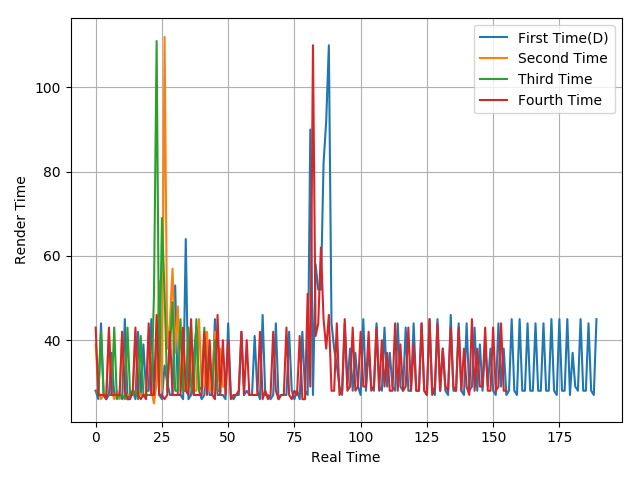 First Time(D)
Second Time
Third Time
Fourth Time
100
80
60
40
Render Time
0
25
50
75
100
125
150
175
Real Time